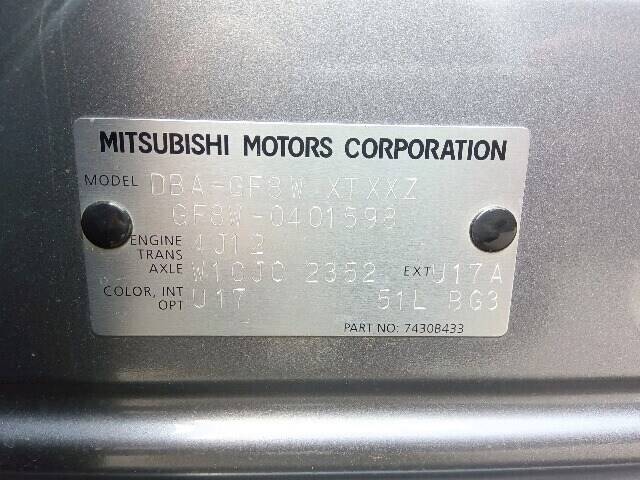 MITSUBISHI MOTORS CORPORATION
MODEL DBA-GF8W XTXXZ
GF8W-0401598
ENGINE 4J12
TRANS AXLE W1CJC 2352 EXT U17A
COLOR, INT OPT U17 51L BG3
PART NO: 7430B433